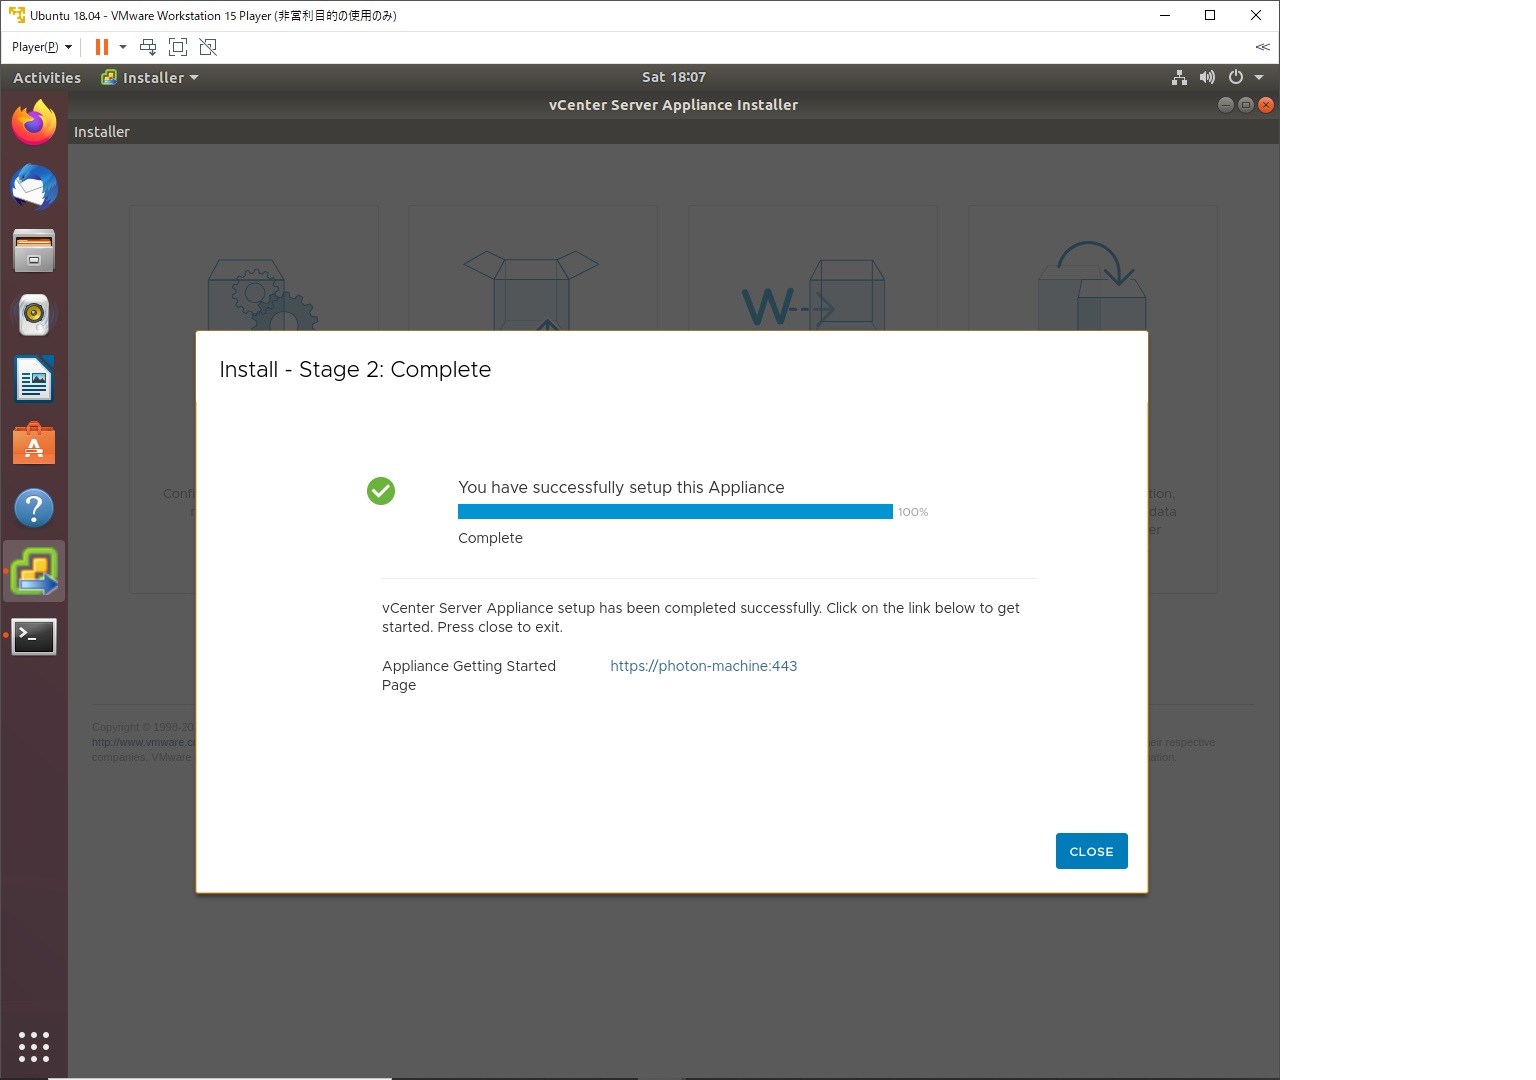 Ubuntu 18.04 - VMware Workstation 15 Player (非営利目的の使用のみ)
Player(P)
Activities
Installer
Sat 18:07
vCenter Server Appliance Installer
Installer
Install - Stage 2: Complete
You have successfully setup this Appliance
100%
Complete
vCenter Server Appliance setup has been completed successfully. Click on the link below to get
started. Press close to exit.
Appliance Getting Started
Page
https://photon-machine:443
CLOSE
W
Confi
tion,
data
er
Copyright © 1998-20
http://www.vmware.c
eir respective
companies. VMware
ation.